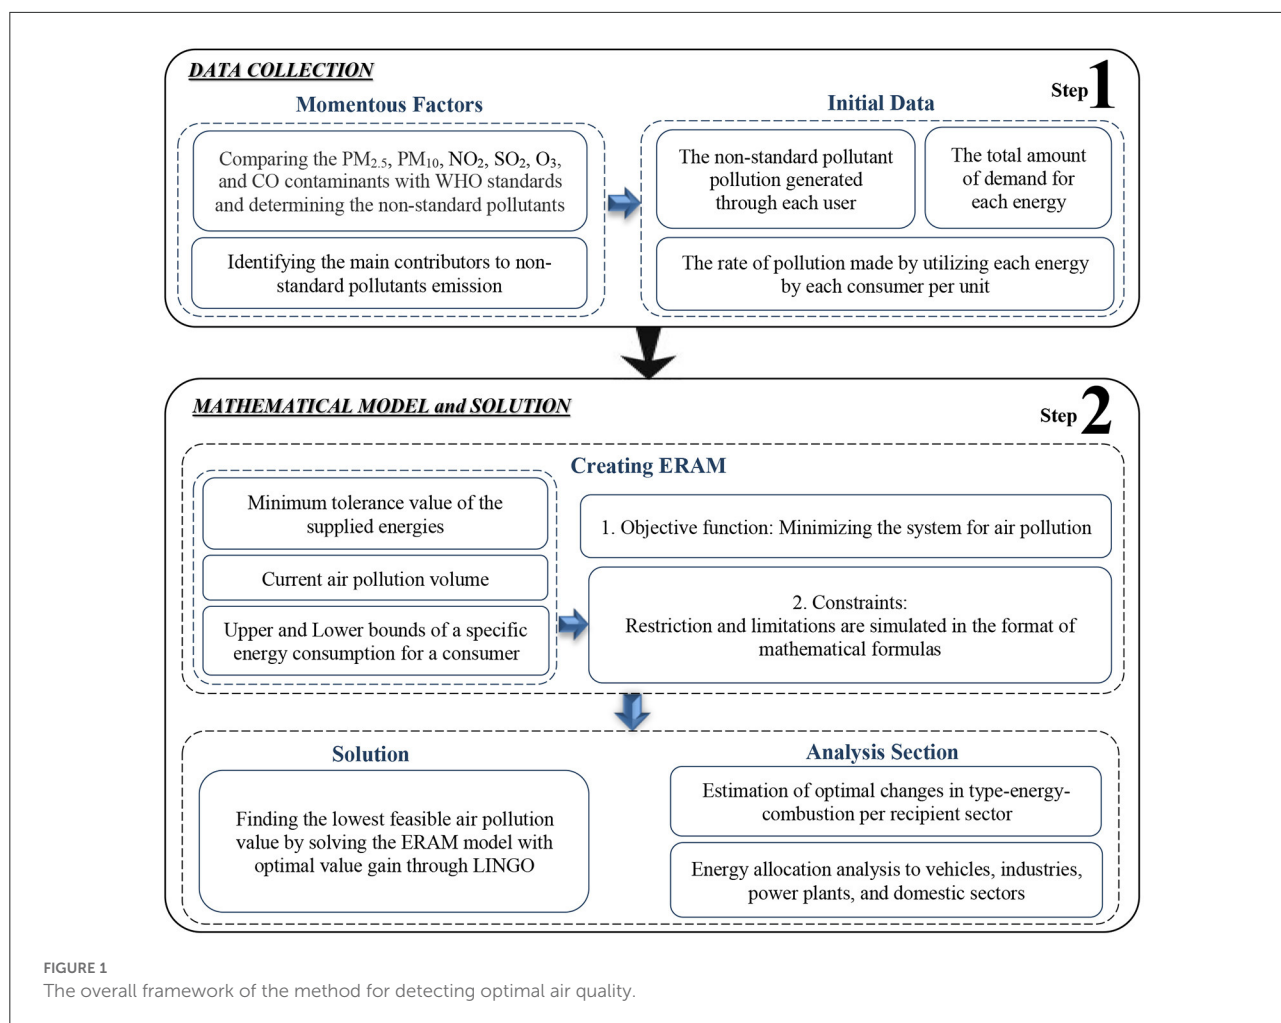 DATA COLLECTION
Step 1
Momentous Factors
Comparing the PM2.5, PM10, NO2, SO2, O3,
and CO contaminants with WHO standards
and determining the non-standard pollutants
Identifying the main contributors to non-
standard pollutants emission
Initial Data
The non-standard pollutant
pollution generated
through each user
The total amount
of demand for
each energy
The rate of pollution made by utilizing each energy
by each consumer per unit
MATHEMATICAL MODEL and SOLUTION
Step 2
Creating ERAM
Minimum tolerance value of the
supplied energies
Current air pollution volume
Upper and Lower bounds of a specific
energy consumption for a consumer
1. Objective function: Minimizing the system for air pollution
2. Constraints:
Restriction and limitations are simulated in the format of
mathematical formulas
Solution
Finding the lowest feasible air pollution
value by solving the ERAM model with
optimal value gain through LINGO
Analysis Section
Estimation of optimal changes in type-energy-
combustion per recipient sector
Energy allocation analysis to vehicles, industries,
power plants, and domestic sectors
FIGURE 1
The overall framework of the method for detecting optimal air quality.